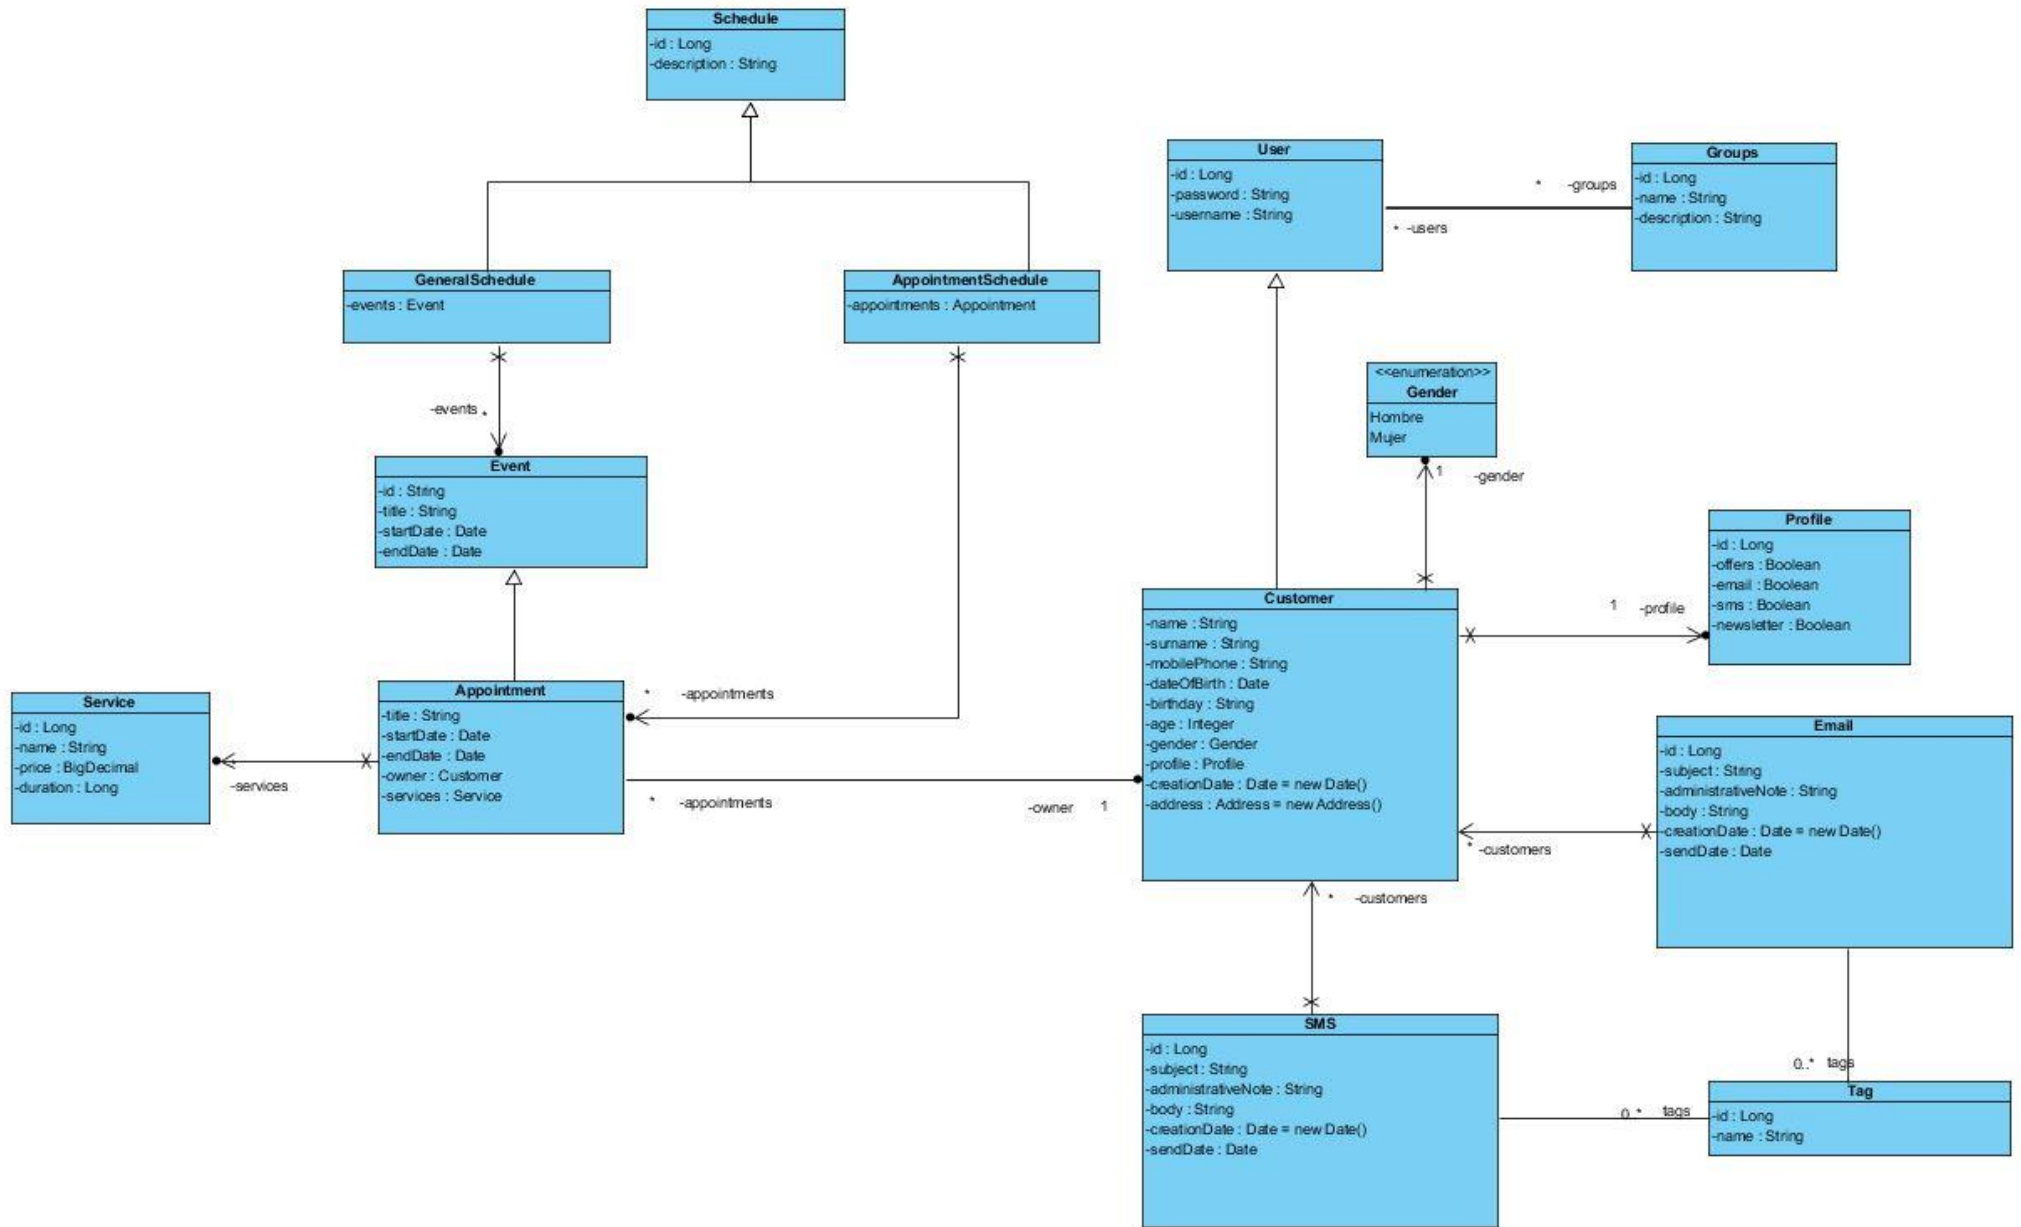 Schedule
-id : Long
-description : String
User
-id : Long
-password : String
-username : String
Groups
-id : Long
-name : String
-description : String
* -groups
* -users
GeneralSchedule
-events : Event
AppointmentSchedule
-appointments : Appointment
<<enumeration>>
Gender
Hombre
Mujer
-events *
1 -gender
Event
-id : String
-title : String
-startDate : Date
-endDate : Date
Profile
-id : Long
-offers : Boolean
-email : Boolean
-sms : Boolean
-newsletter : Boolean
1 -profile
Customer
-name : String
-surname : String
-mobilePhone : String
-dateOfBirth : Date
-birthday : String
-age : Integer
-gender : Gender
-profile : Profile
-creationDate : Date = new Date()
-address : Address = new Address()
Service
-id : Long
-name : String
-price : BigDecimal
-duration : Long
-services
Appointment
-title : String
-startDate : Date
-endDate : Date
-owner : Customer
-services : Service
* -appointments
* -appointments
-owner 1
Email
-id : Long
-subject : String
-administrativeNote : String
-body : String
-creationDate : Date = new Date()
-sendDate : Date
* -customers
* -customers
SMS
-id : Long
-subject : String
-administrativeNote : String
-body : String
-creationDate : Date = new Date()
-sendDate : Date
0..* tags
0..* tags
Tag
-id : Long
-name : String